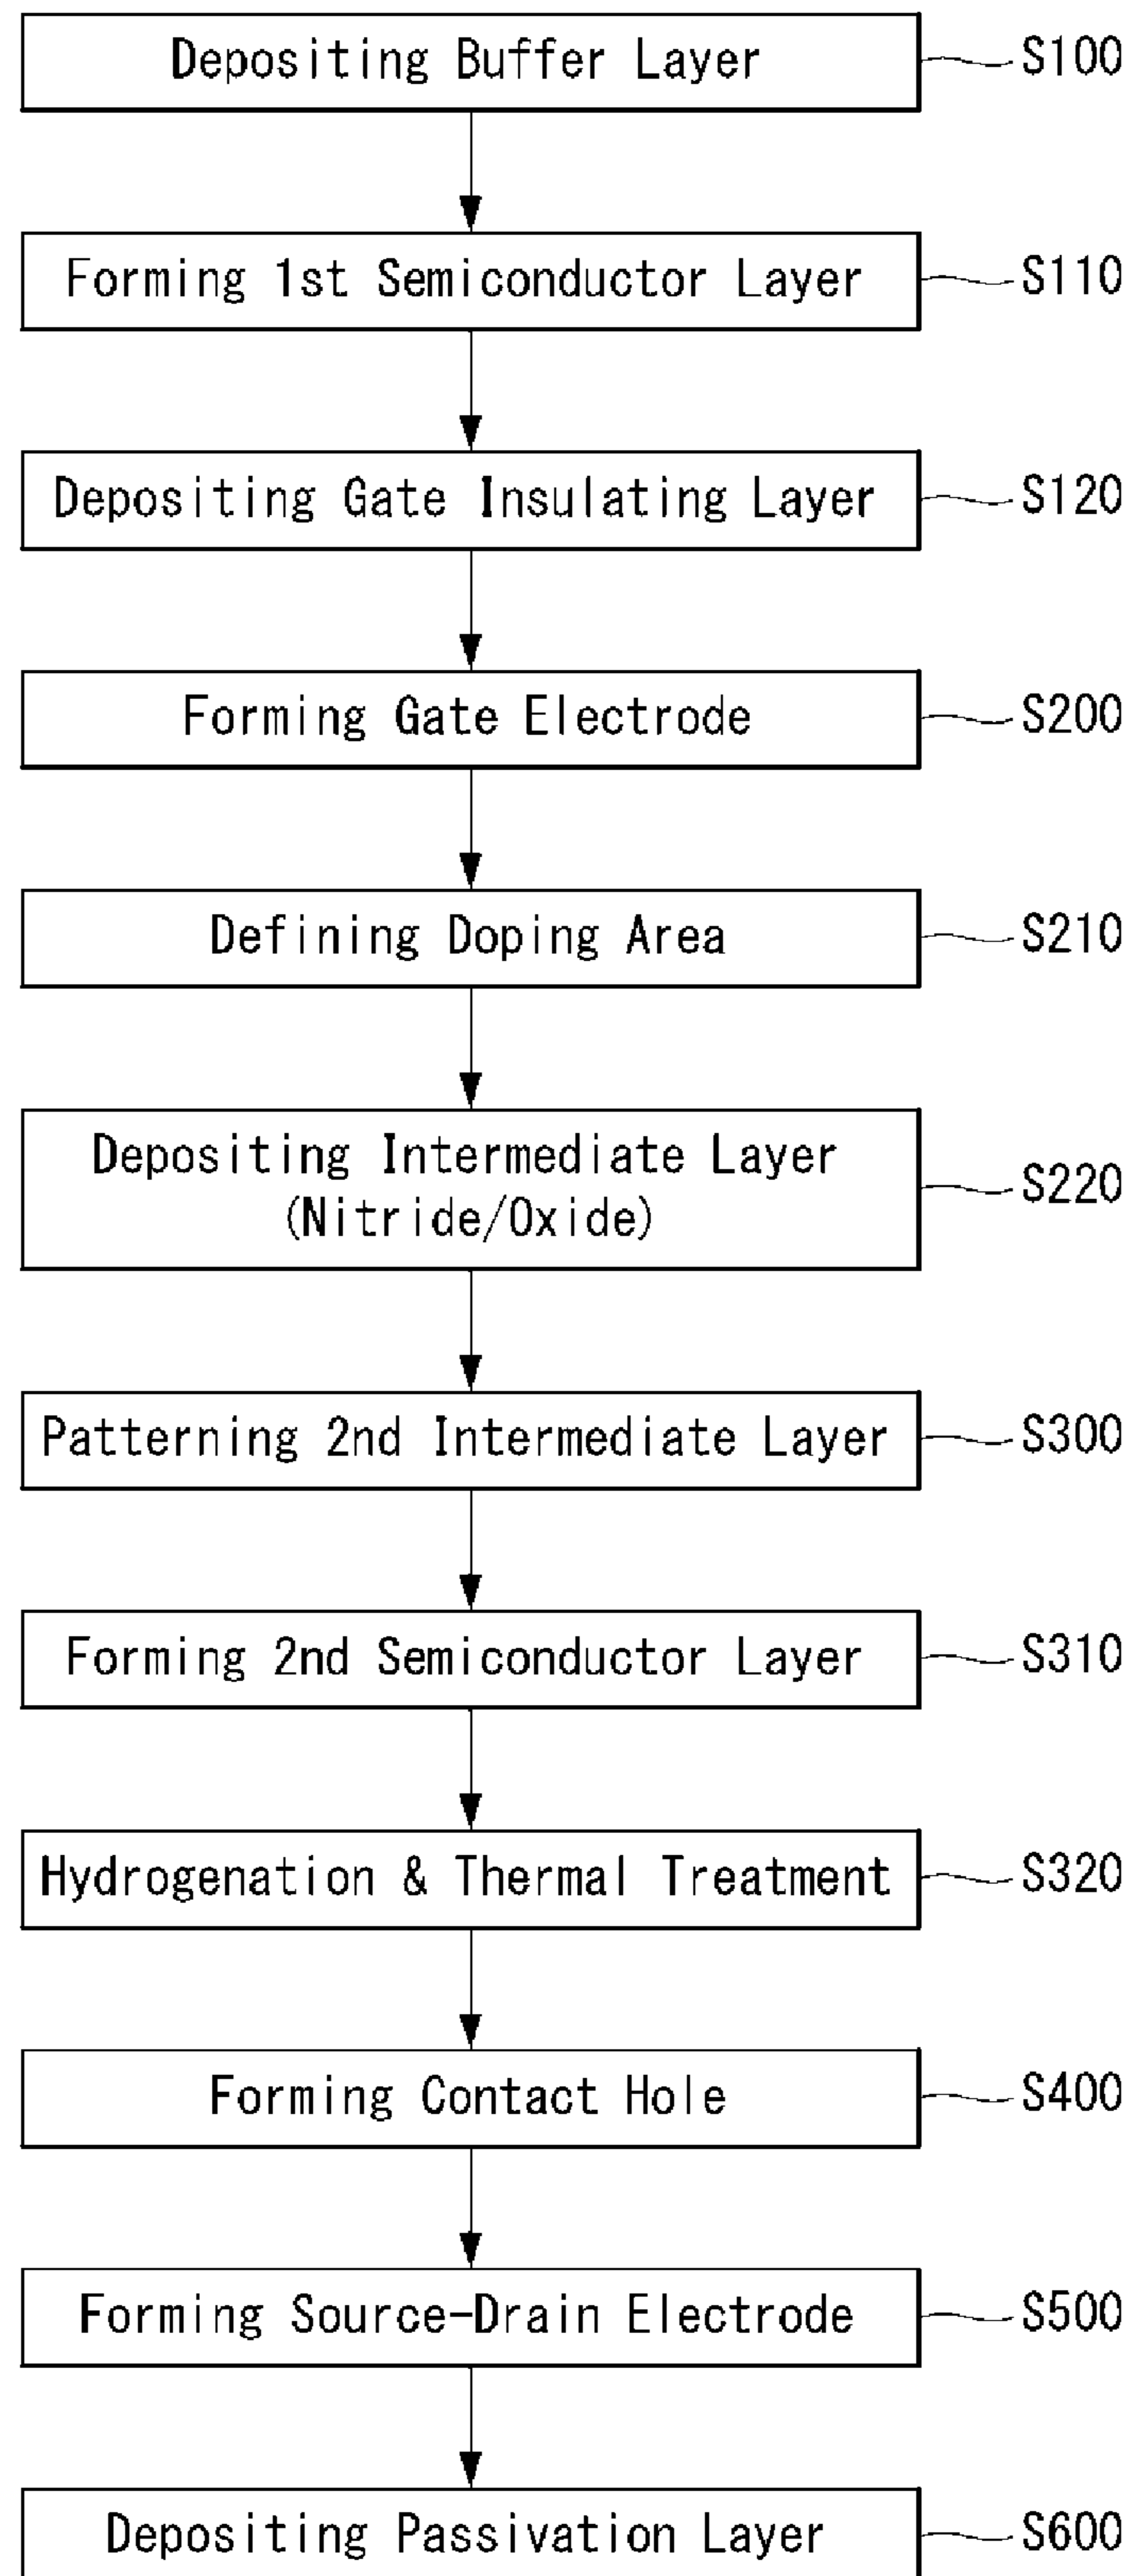 Depositing Buffer Layer S100
Forming 1st Semiconductor Layer S110
Depositing Gate Insulating Layer S120
Forming Gate Electrode S200
Defining Doping Area S210
Depositing Intermediate Layer
(Nitride/Oxide) S220
Patterning 2nd Intermediate Layer S300
Forming 2nd Semiconductor Layer S310
Hydrogenation & Thermal Treatment S320
Forming Contact Hole S400
Forming Source-Drain Electrode S500
Depositing Passivation Layer S600